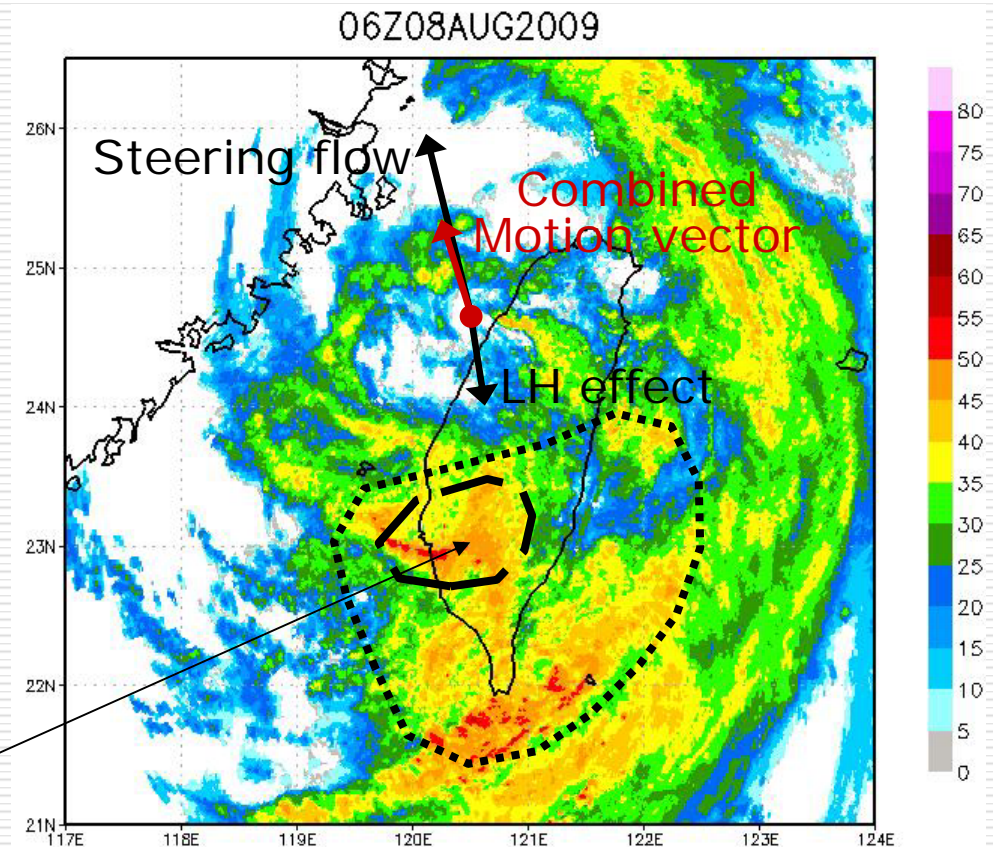 06Z08AUG2009
Steering flow
Combined
Motion vector
LH effect
26N
25N
24N
23N
22N
21N
117E 118E 119E 120E 121E 122E 123E 124E
80
75
70
65
60
55
50
45
40
35
30
25
20
15
10
5
0